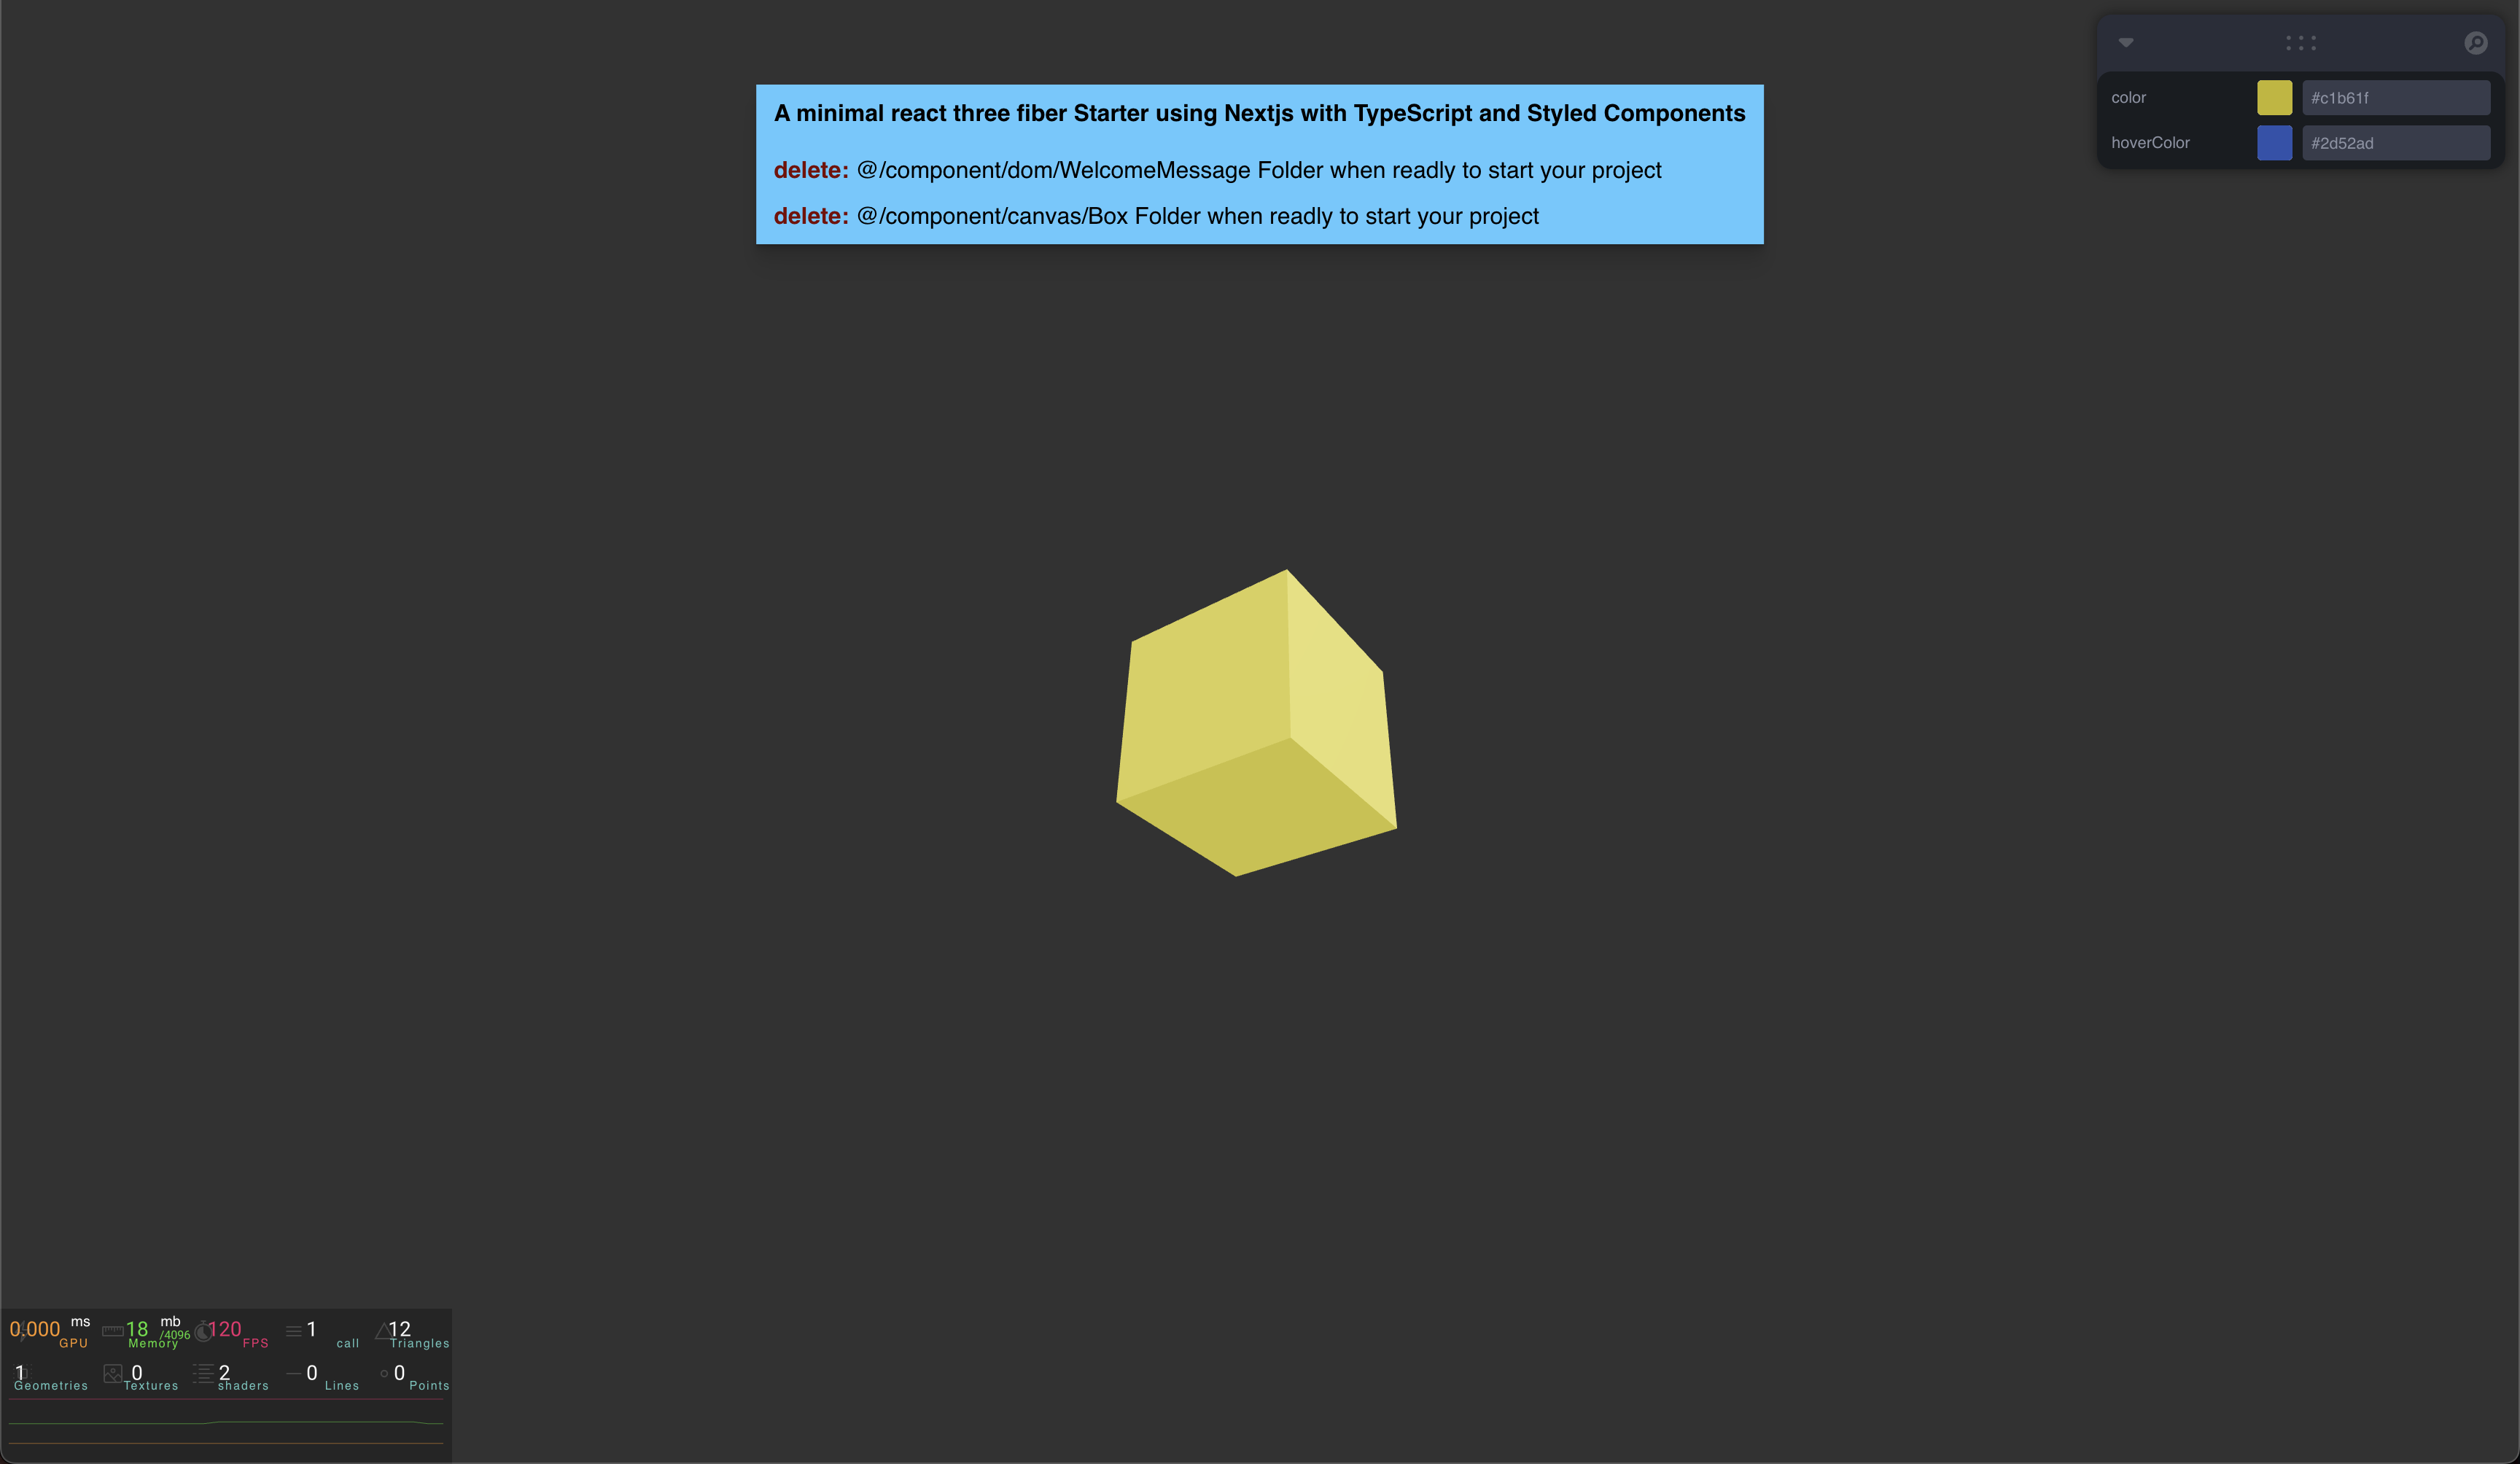 A minimal react three fiber Starter using Nextjs with TypeScript and Styled Components
delete: @/component/dom/WelcomeMessage Folder when readly to start your project
delete: @/component/canvas/Box Folder when readly to start your project
color #c1b61f
hoverColor #2d52ad
0.000 ms GPU 18 mb /4096 Memory 120 FPS 1 call 12 Triangles
1 Geometries 0 Textures 2 shaders 0 Lines 0 Points